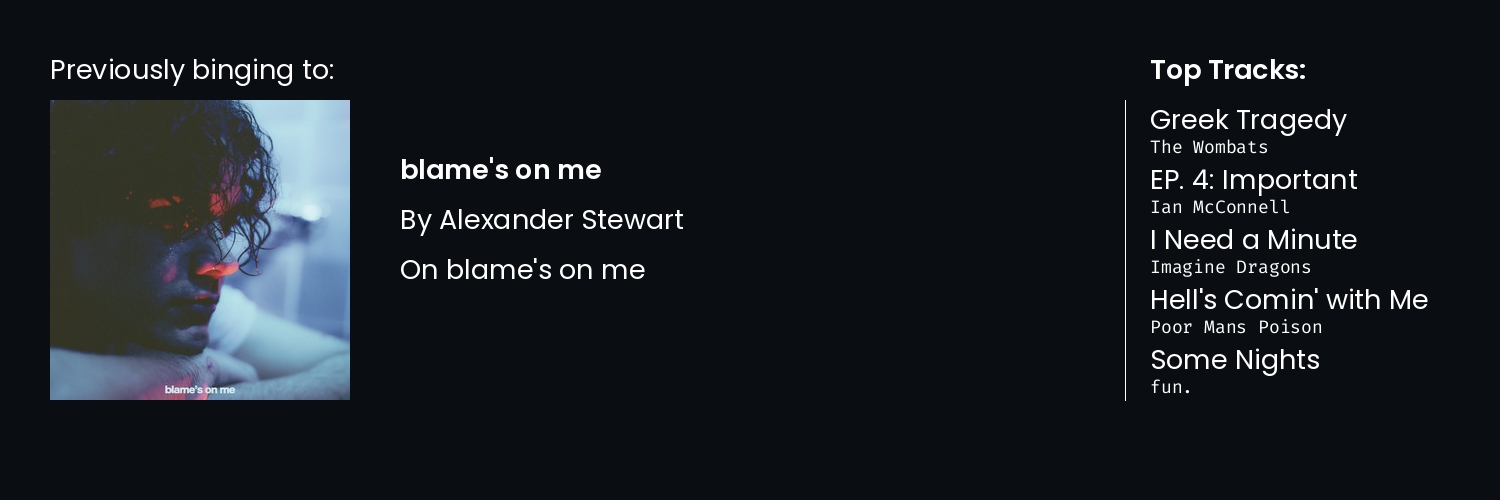 Previously binging to:
blame's on me
blame's on me
By Alexander Stewart
On blame's on me
Top Tracks:
Greek Tragedy
The Wombats
EP. 4: Important
Ian McConnell
I Need a Minute
Imagine Dragons
Hell's Comin' with Me
Poor Mans Poison
Some Nights
fun.